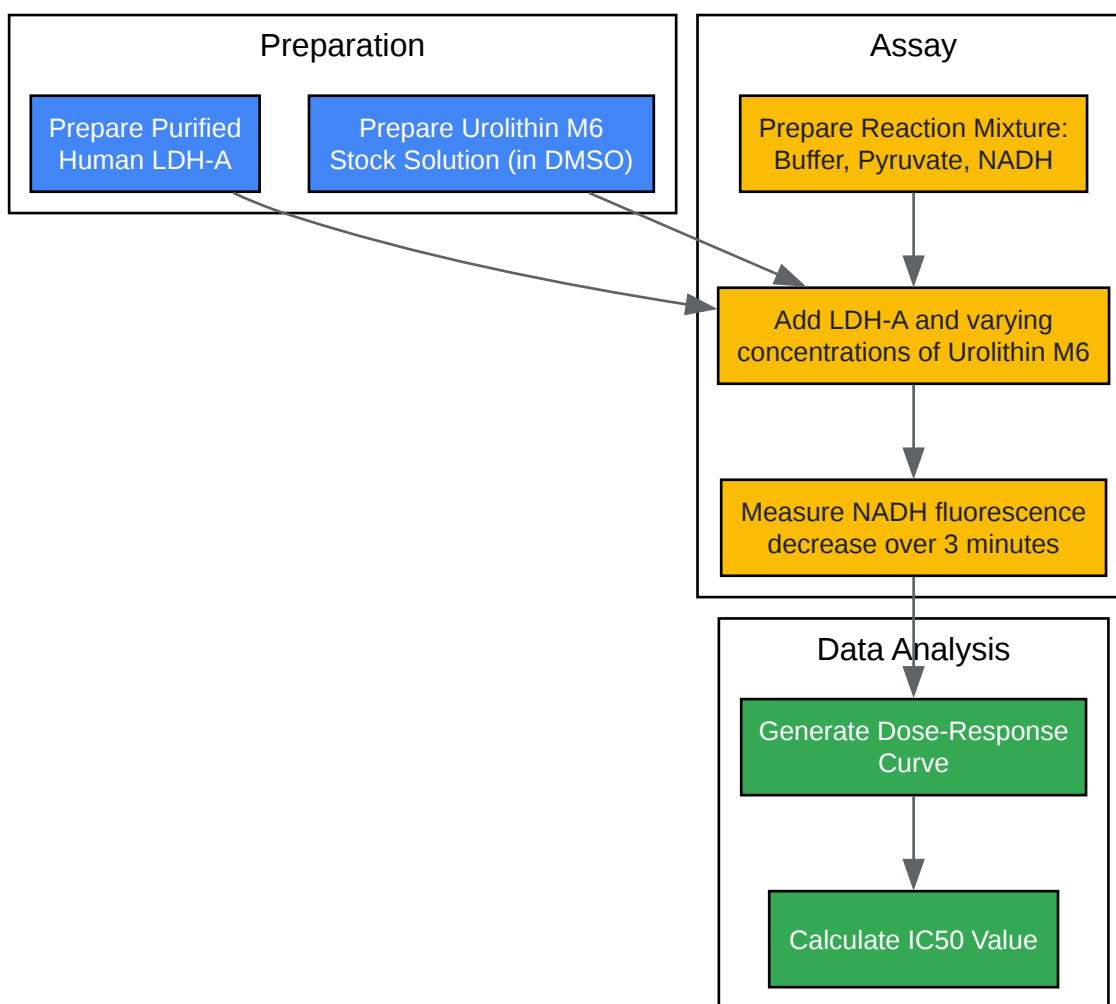 Preparation
Prepare Purified
Human LDH-A
Prepare Urolithin M6
Stock Solution (in DMSO)
Assay
Prepare Reaction Mixture:
Buffer, Pyruvate, NADH
Add LDH-A and varying
concentrations of Urolithin M6
Measure NADH fluorescence
decrease over 3 minutes
Data Analysis
Generate Dose-Response
Curve
Calculate IC50 Value